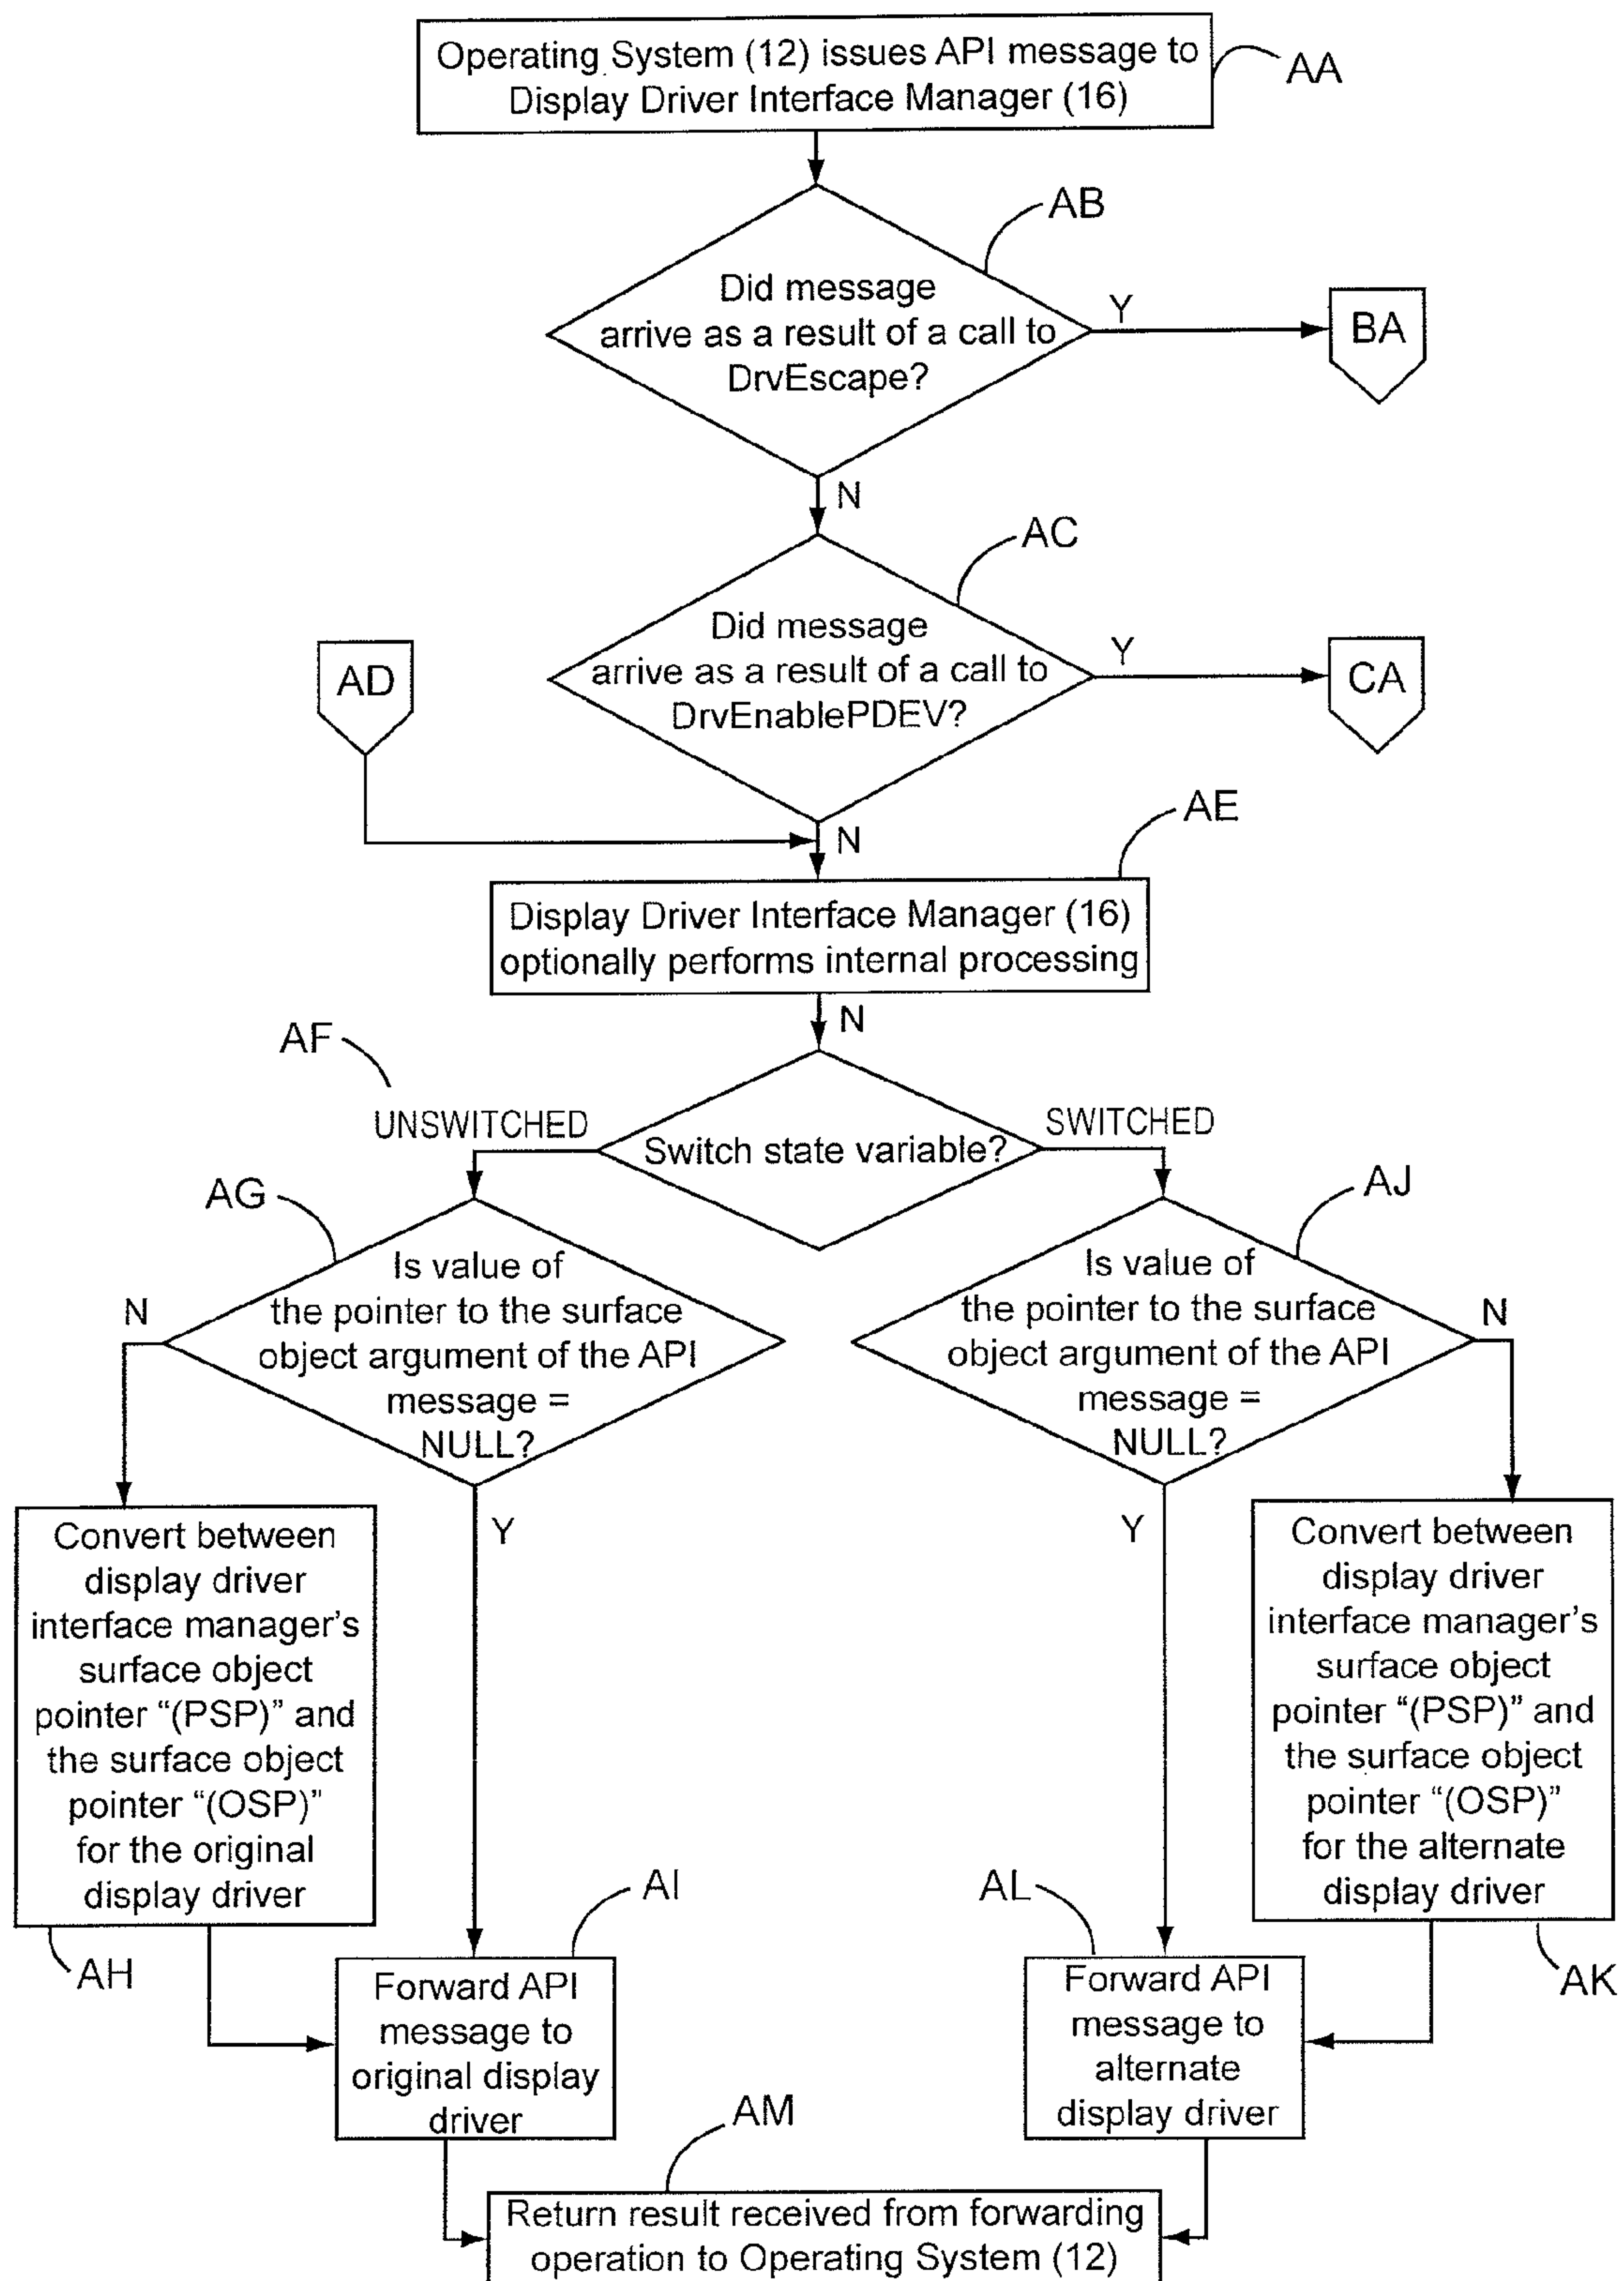 Operating System (12) issues API message to
Display Driver Interface Manager (16)
AA
AB
Did message
arrive as a result of a call to
DrvEscape?
Y
BA
N
AC
Did message
arrive as a result of a call to
DrvEnablePDEV?
Y
CA
AD
N
AE
Display Driver Interface Manager (16)
optionally performs internal processing
N
AF
UNSWITCHED
Switch state variable?
SWITCHED
AG
Is value of
the pointer to the surface
object argument of the API
message =
NULL?
N
Y
AJ
Is value of
the pointer to the surface
object argument of the API
message =
NULL?
N
Y
Convert between
display driver
interface manager’s
surface object
pointer “(PSP)” and
the surface object
pointer “(OSP)”
for the original
display driver
AH
Convert between
display driver
interface manager’s
surface object
pointer “(PSP)” and
the surface object
pointer “(OSP)”
for the alternate
display driver
AK
AI
Forward API
message to
original display
driver
AL
Forward API
message to
alternate
display driver
AM
Return result received from forwarding
operation to Operating System (12)